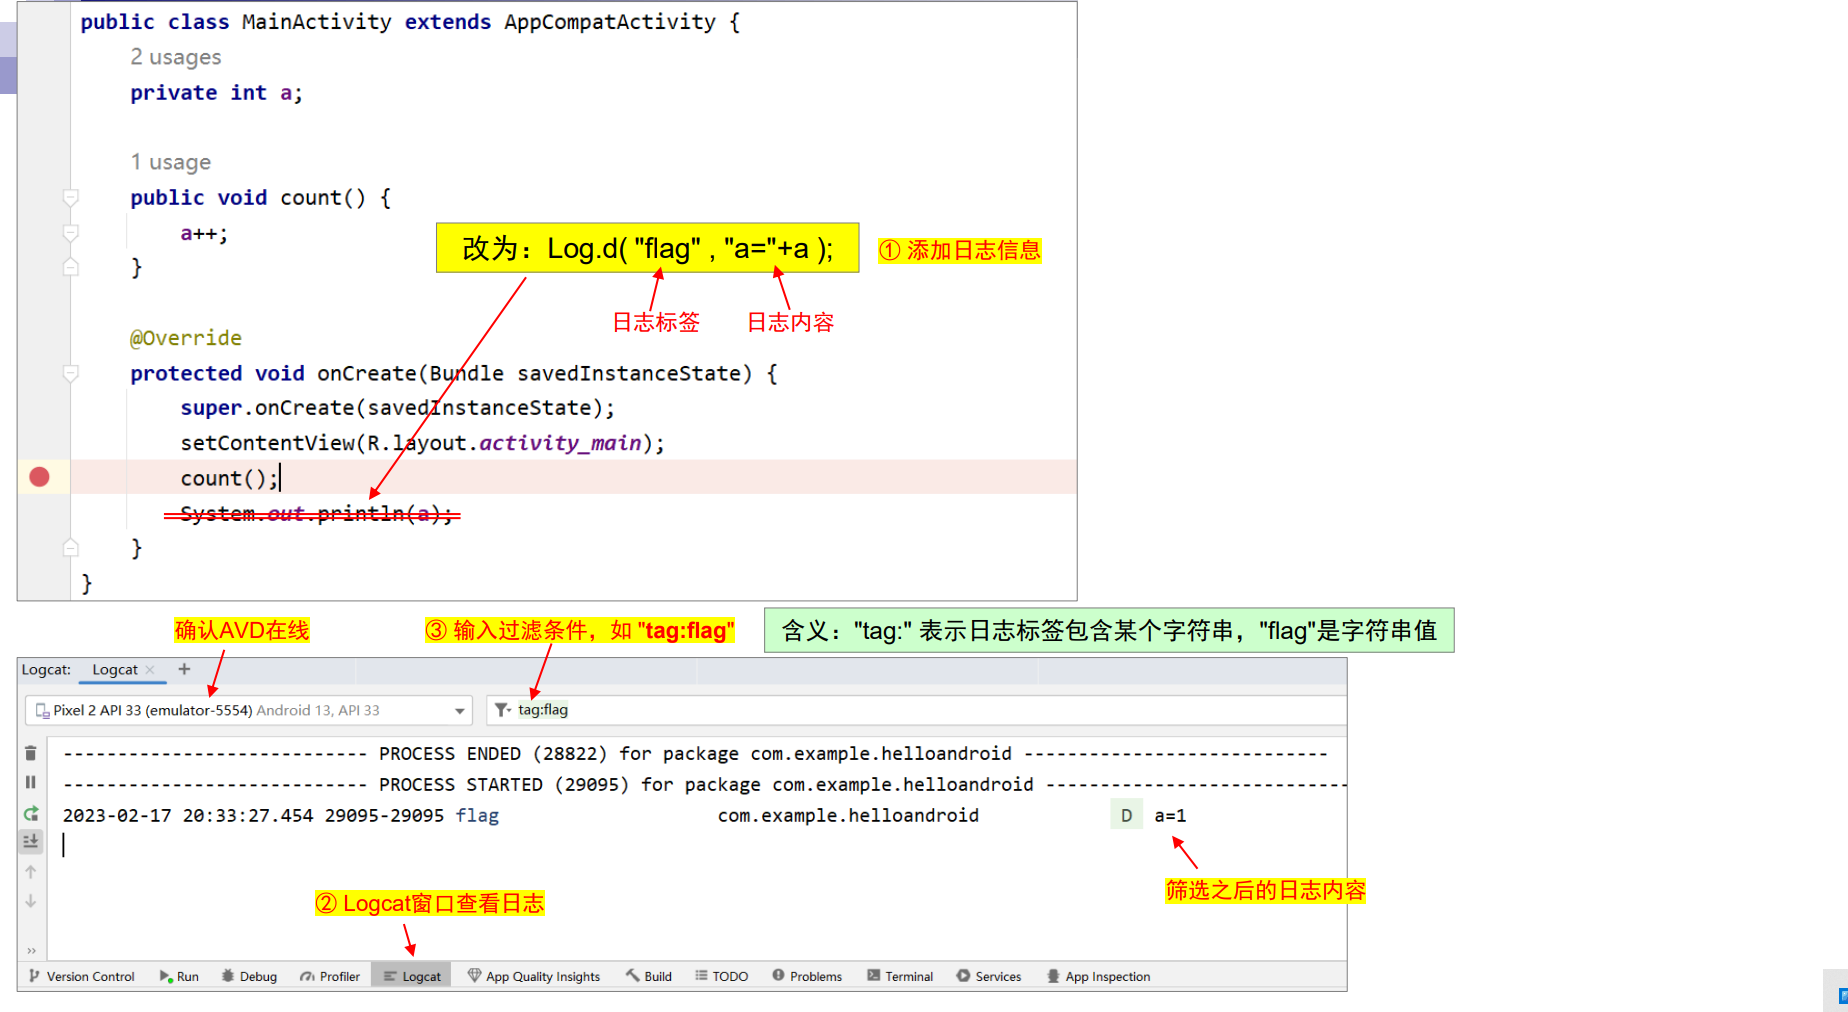 public class MainActivity extends AppCompatActivity {
2 usages
private int a;
1 usage
public void count() {
a++;
}
改为：Log.d( "flag" , "a="+a );
① 添加日志信息
日志标签
日志内容
@Override
protected void onCreate(Bundle savedInstanceState) {
super.onCreate(savedInstanceState);
setContentView(R.layout.activity_main);
count();
System.out.println(a);
}
}
确认AVD在线
③ 输入过滤条件，如 "tag:flag"
含义："tag:" 表示日志标签包含某个字符串，"flag"是字符串值
Logcat: Logcat × +
Pixel 2 API 33 (emulator-5554) Android 13, API 33
tag:flag
---------------------------- PROCESS ENDED (28822) for package com.example.helloandroid ----------------------------
---------------------------- PROCESS STARTED (29095) for package com.example.helloandroid ----------------------------
2023-02-17 20:33:27.454 29095-29095 flag com.example.helloandroid D a=1
筛选之后的日志内容
② Logcat窗口查看日志
Version Control Run Debug Profiler Logcat App Quality Insights Build TODO Problems Terminal Services App Inspection